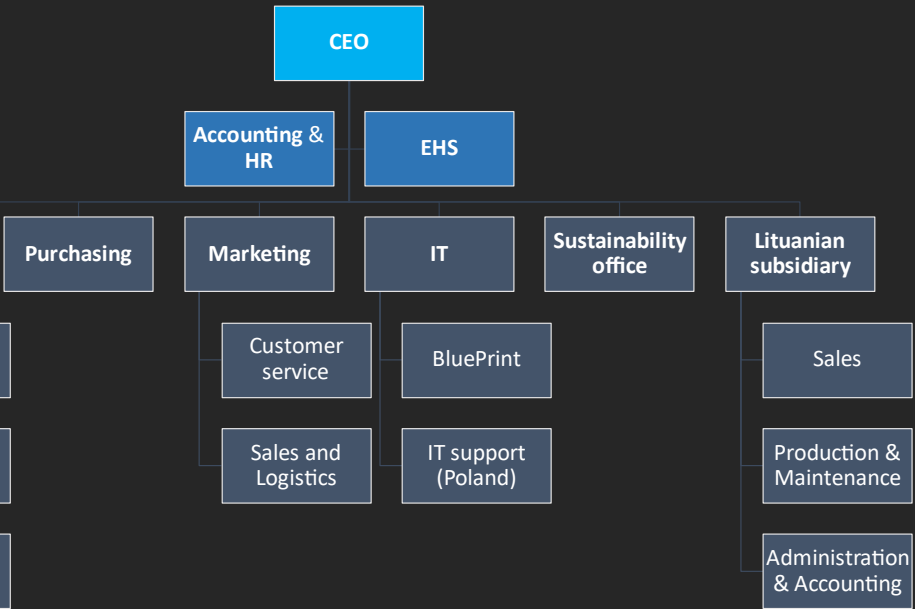 CEO
Accounting &
HR
EHS
Purchasing
Marketing
IT
Sustainability
office
Lituanian
subsidiary
Customer
service
BluePrint
Sales
Sales and
Logistics
IT support
(Poland)
Production &
Maintenance
Administration
& Accounting